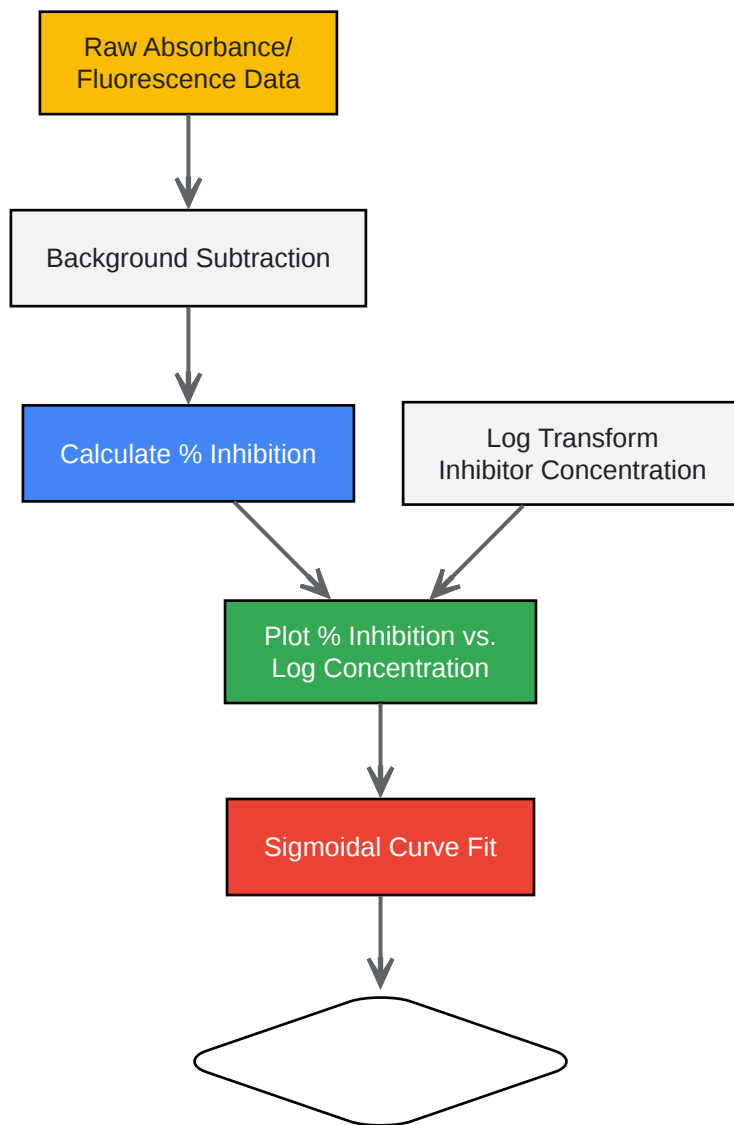 Raw Absorbance/
Fluorescence Data
Background Subtraction
Calculate % Inhibition
Log Transform
Inhibitor Concentration
Plot % Inhibition vs.
Log Concentration
Sigmoidal Curve Fit